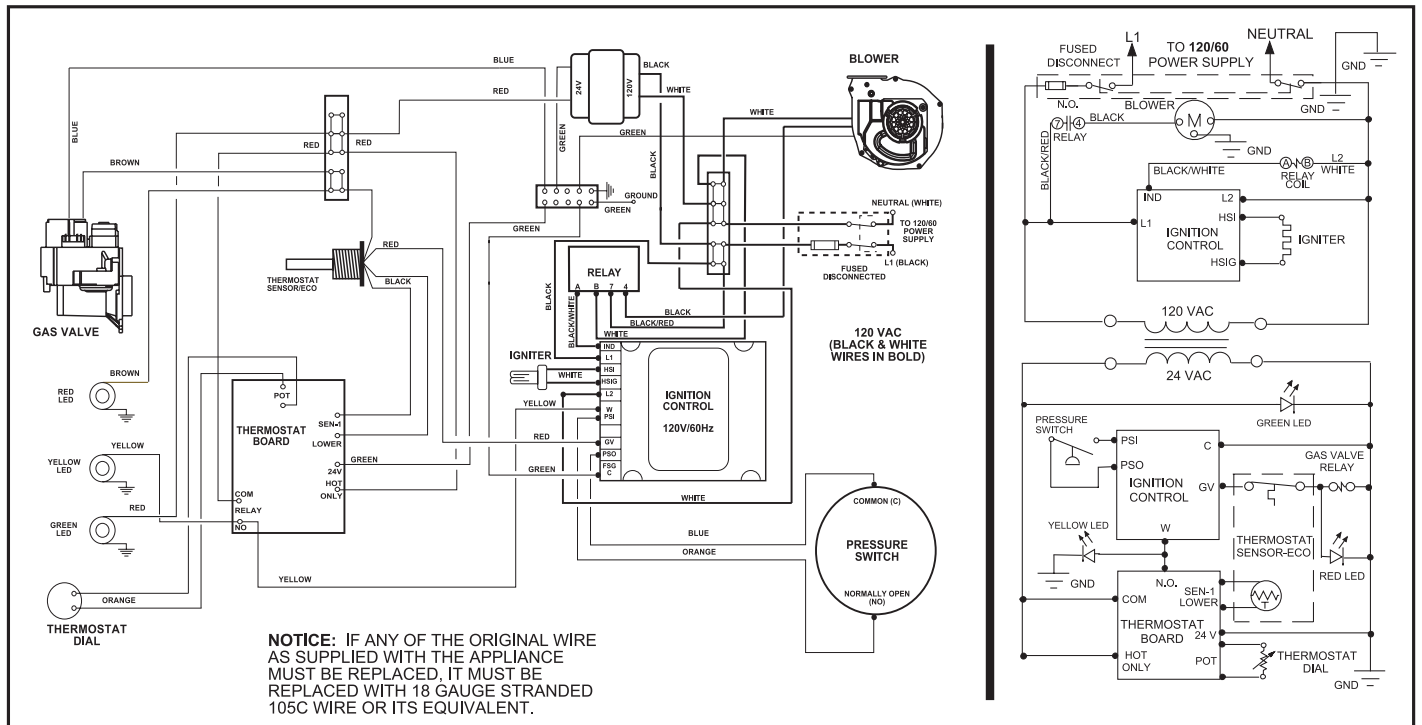 BLUE
BLACK
24V
120V
WHITE
RED
BLUE
GREEN
BLACK
GREEN
WHITE
BLOWER
BROWN
RED
RED
GROUND
GREEN
NEUTRAL (WHITE)
TO 120/60
POWER
SUPPLY
L1 (BLACK)
FUSED
DISCONNECTED
GREEN
GAS VALVE
THERMOSTAT
SENSOR/ECO
RED
BLACK
RELAY
A B 7 4
BLACK
BLACK/WHITE
BLACK
BLACK/RED
WHITE
120 VAC
(BLACK & WHITE
WIRES IN BOLD)
IGNITER
WHITE
IND
L1
HSI
HSIG
L2
W
PSI
GV
PSO
FSG
C
IGNITION
CONTROL
120V/60Hz
BROWN
RED
LED
YELLOW
YELLOW
LED
RED
GREEN
LED
ORANGE
THERMOSTAT
DIAL
POT
THERMOSTAT
BOARD
SEN-1
LOWER
24V
HOT
ONLY
COM
RELAY
NO
YELLOW
RED
GREEN
GREEN
WHITE
BLUE
ORANGE
YELLOW
COMMON (C)
PRESSURE
SWITCH
NORMALLY OPEN
(NO)
NOTICE: IF ANY OF THE ORIGINAL WIRE
AS SUPPLIED WITH THE APPLIANCE
MUST BE REPLACED, IT MUST BE
REPLACED WITH 18 GAUGE STRANDED
105C WIRE OR ITS EQUIVALENT.
FUSED
DISCONNECT
L1
TO 120/60
POWER SUPPLY
NEUTRAL
GND
GND
N.O.
BLOWER
7 4
BLACK
RELAY
M
GND
BLACK/RED
BLACK/WHITE
A B
L2
WHITE
RELAY
COIL
IND
L2
HSI
L1
IGNITION
CONTROL
IGNITER
HSIG
120 VAC
24 VAC
GREEN LED
PRESSURE
SWITCH
PSI
C
PSO
IGNITION
CONTROL
GV
GAS VALVE
RELAY
W
YELLOW LED
GND
THERMOSTAT
SENSOR-ECO
RED LED
N.O.
COM
SEN-1
LOWER
T
THERMOSTAT
BOARD
24 V
HOT
ONLY
POT
THERMOSTAT
DIAL
GND